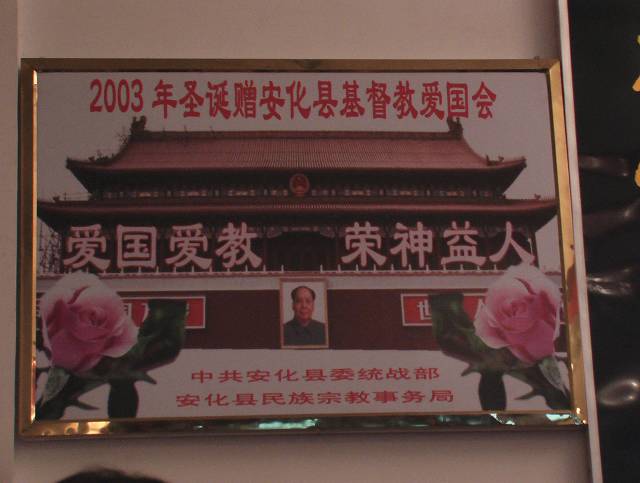 2003年圣诞赠安化县基督教爱国会
爱国爱教 荣神益人
世
中共安化县委统战部
安化县民族宗教事务局